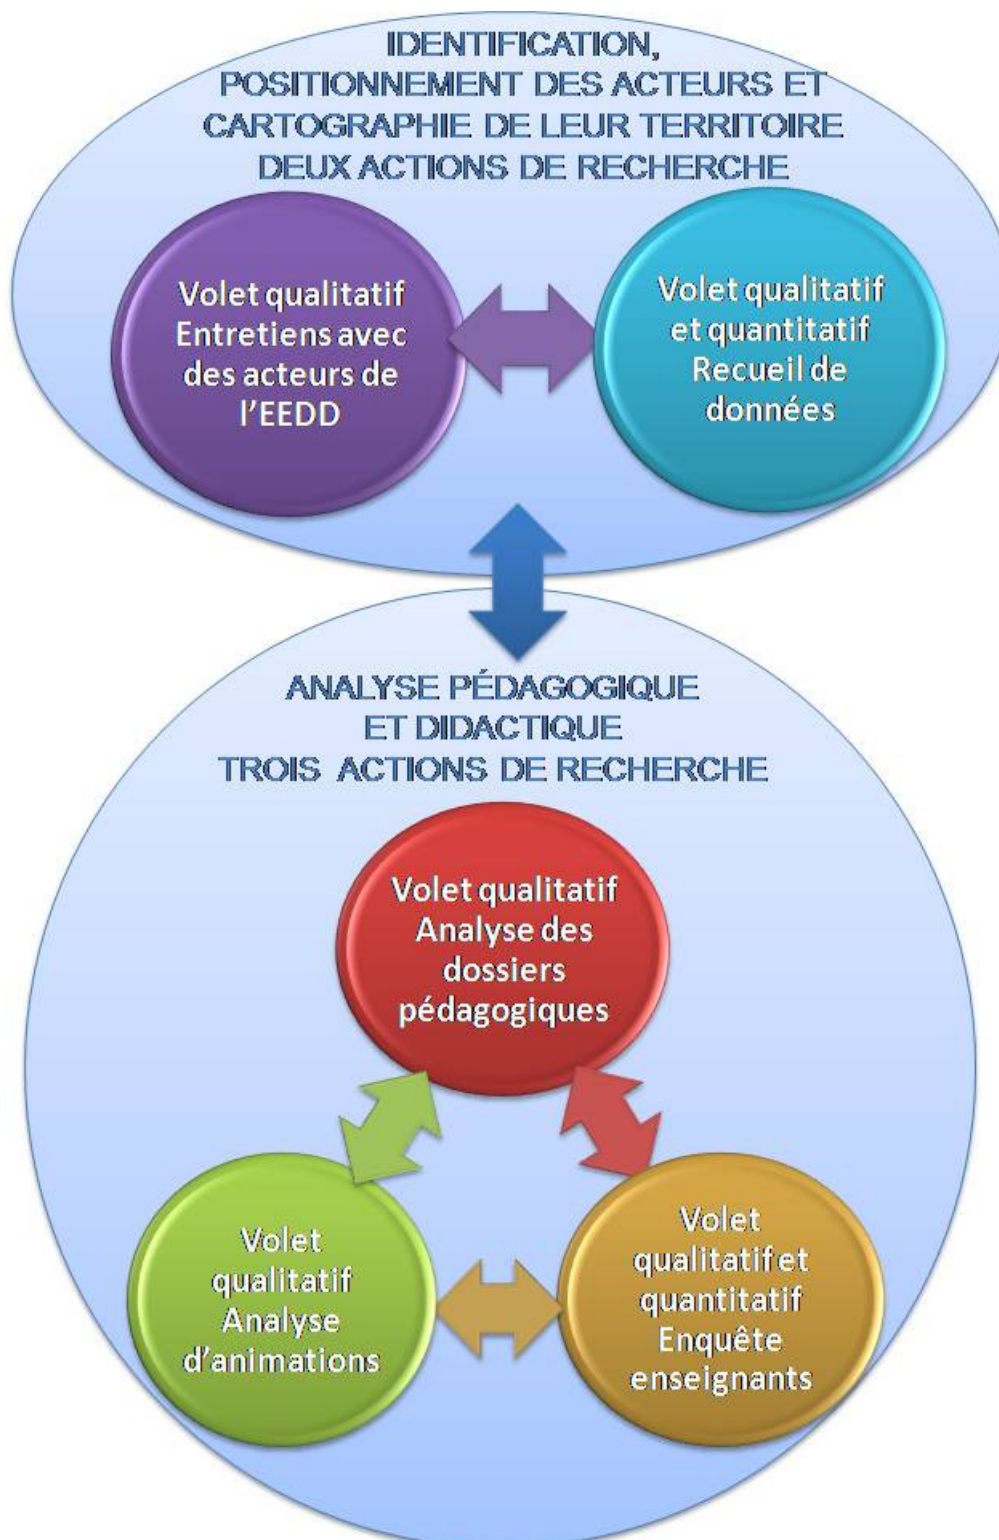 IDENTIFICATION,
POSITIONNEMENT DES ACTEURS ET
CARTOGRAPHIE DE LEUR TERRITOIRE
DEUX ACTIONS DE RECHERCHE
Volet qualitatif
Entretiens avec
des acteurs de
l'EEDD
Volet qualitatif
et quantitatif
Recueil de
données
ANALYSE PÉDAGOGIQUE
ET DIDACTIQUE
TROIS ACTIONS DE RECHERCHE
Volet qualitatif
Analyse des
dossiers
pédagogiques
Volet
qualitatif
Analyse
d'animations
Volet
qualitatif et
quantitatif
Enquête
enseignants